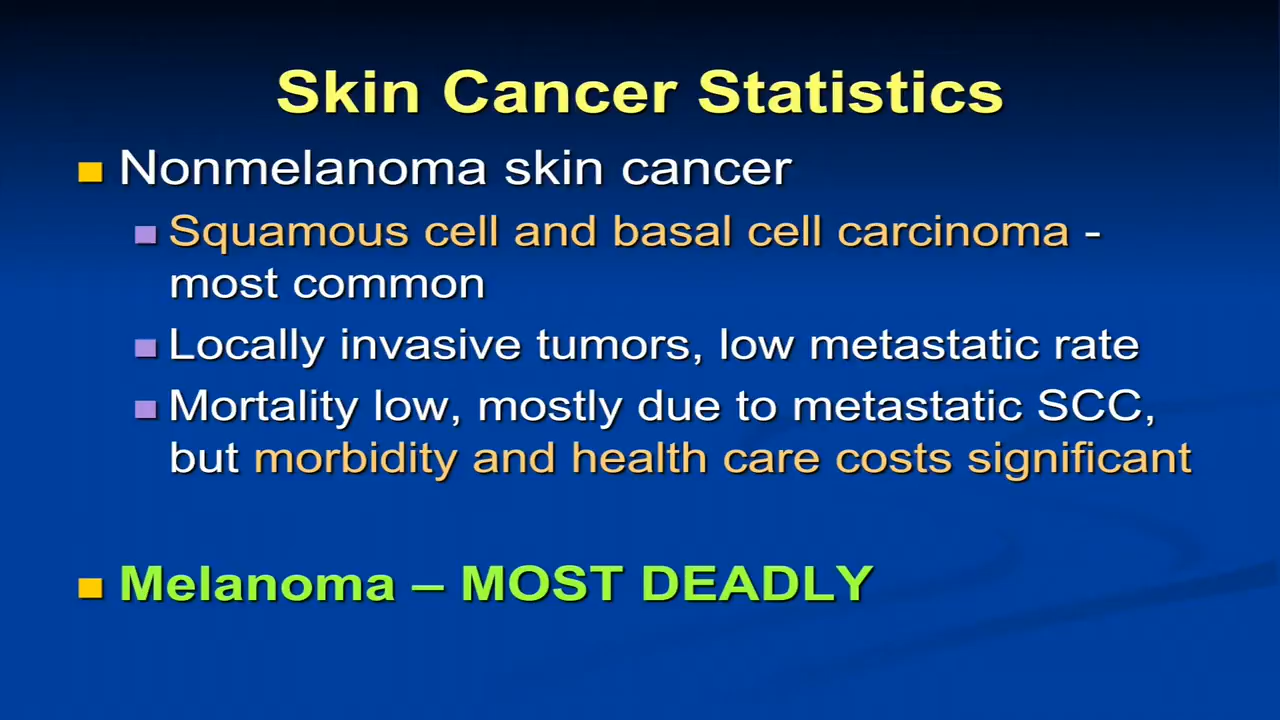 Skin Cancer Statistics
Nonmelanoma skin cancer
Squamous cell and basal cell carcinoma -
most common
Locally invasive tumors, low metastatic rate
Mortality low, mostly due to metastatic SCC,
but morbidity and health care costs significant
Melanoma – MOST DEADLY